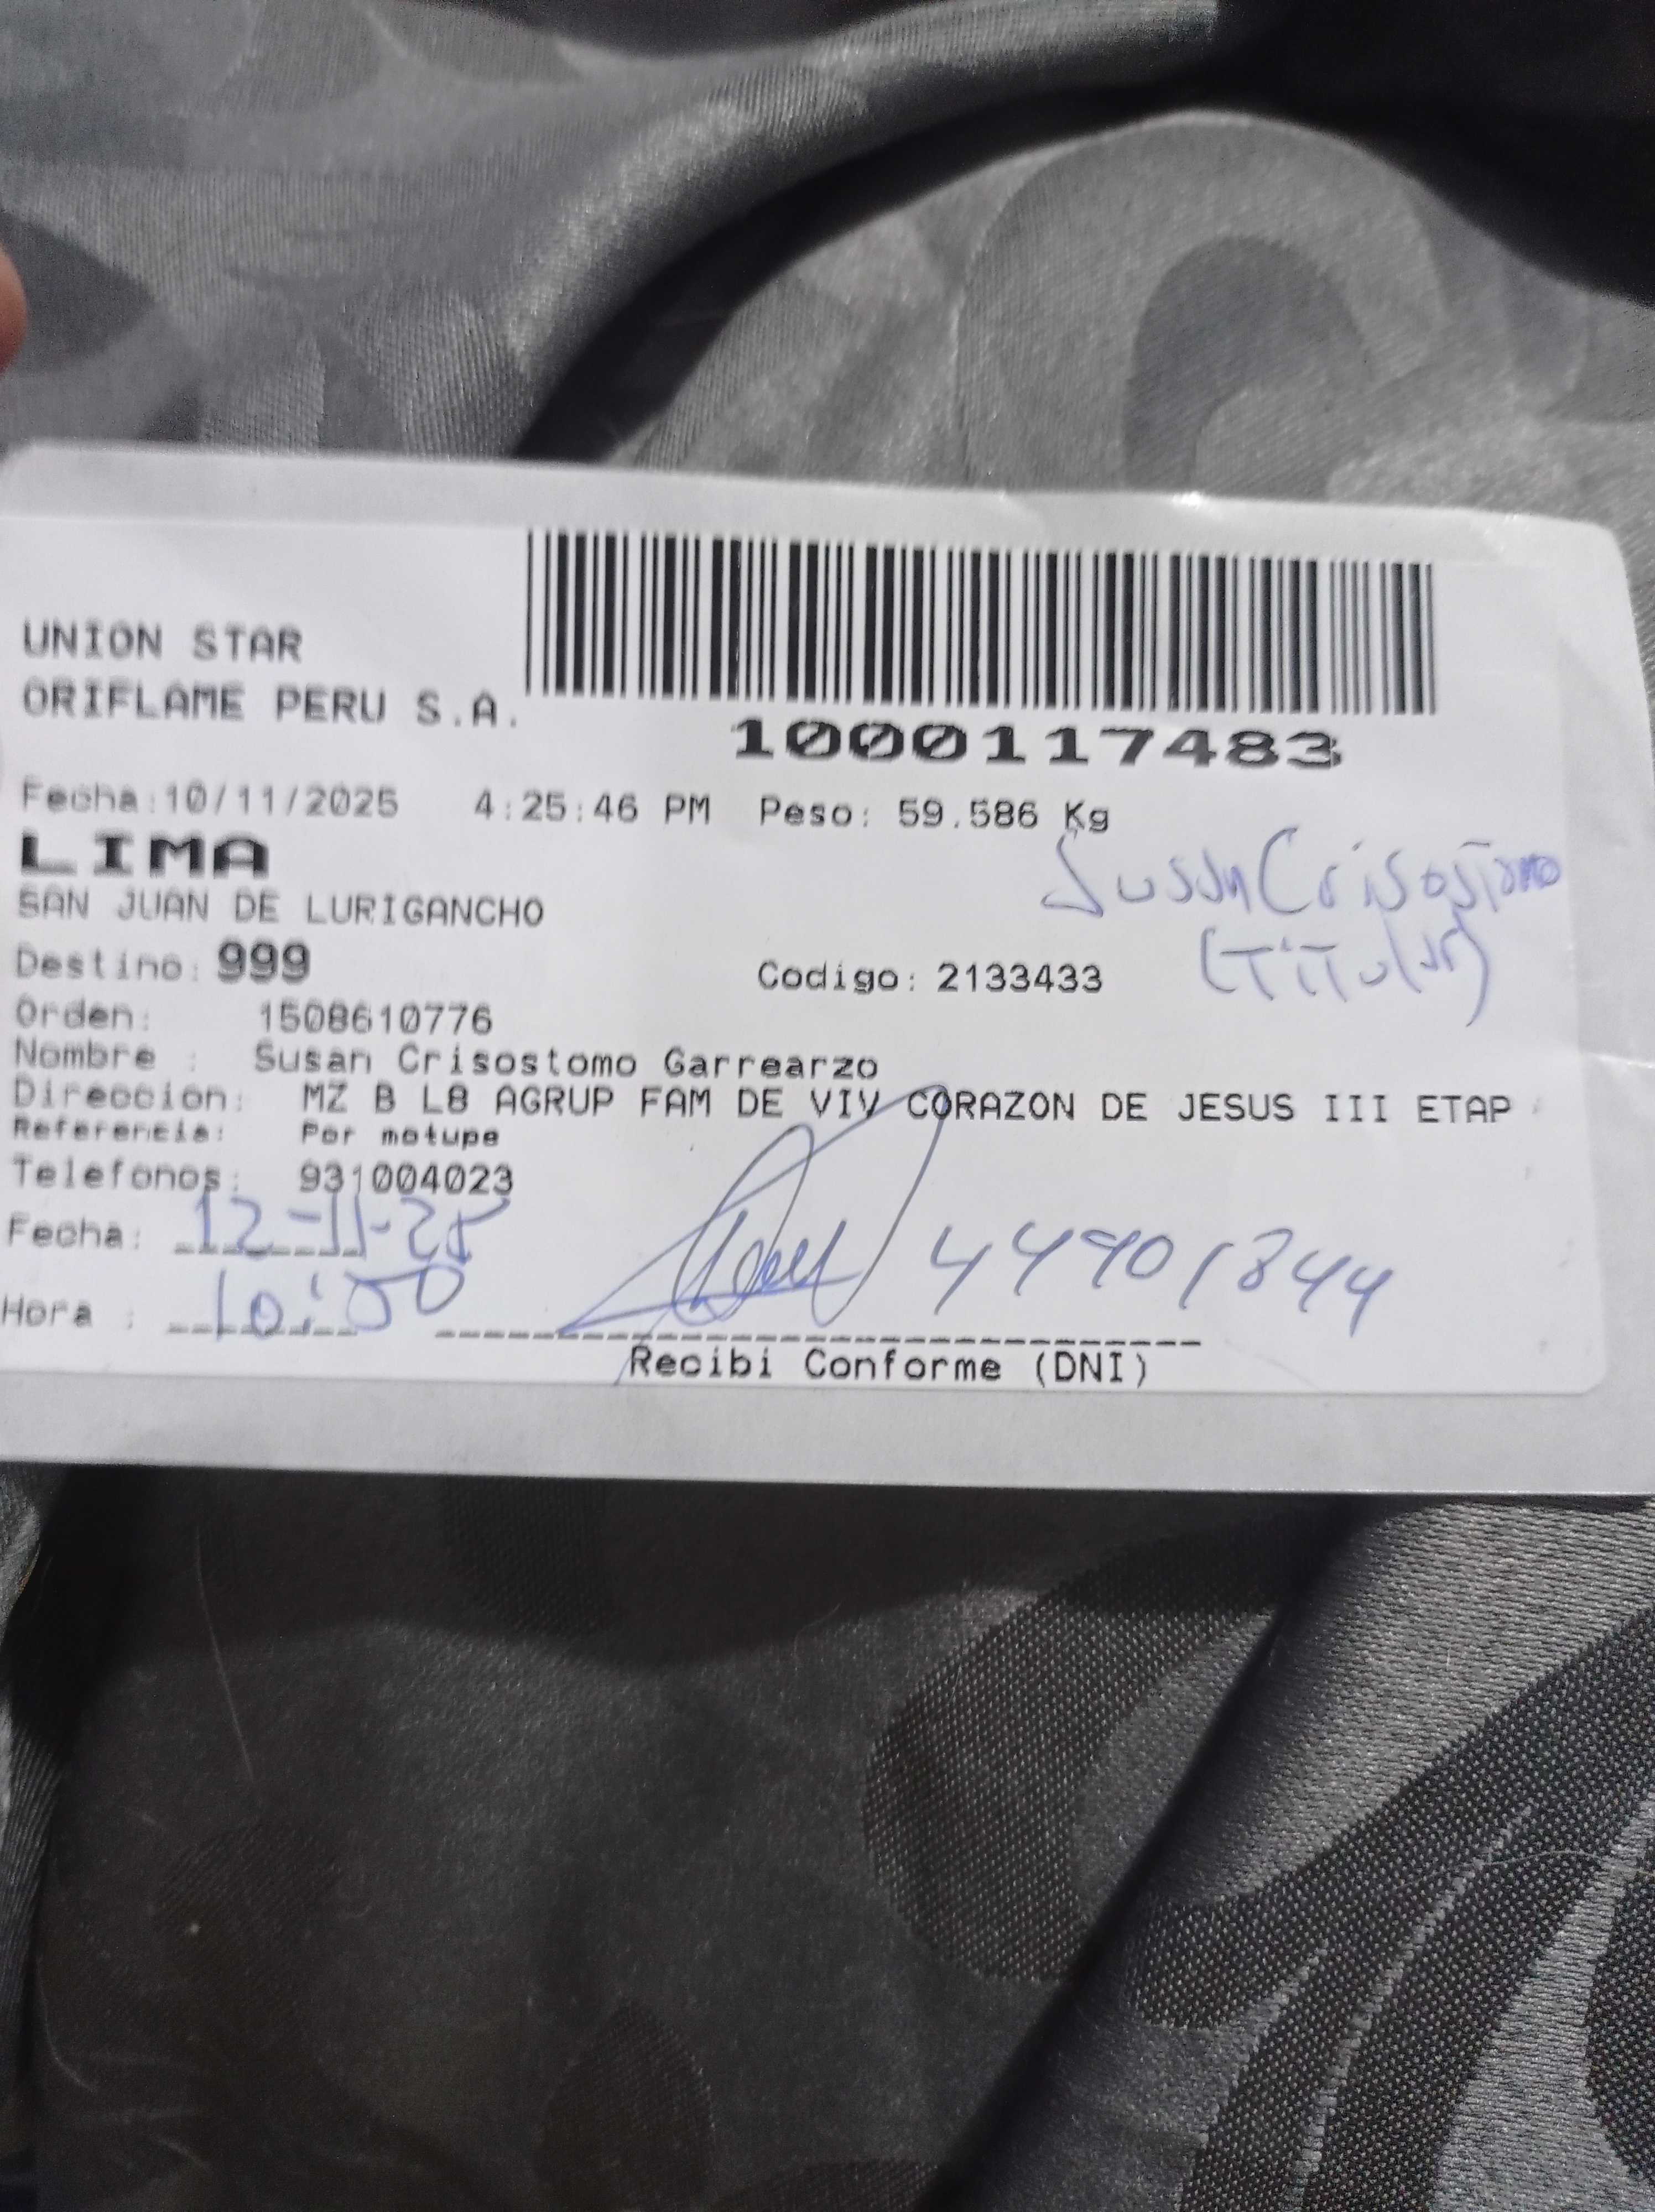 UNION STAR
ORIFLAME PERU S.A.
1000117483
Fecha:10/11/2025 4:25:46 PM Peso: 59.586 Kg
LIMA
Susan Crisostomo
SAN JUAN DE LURIGANCHO
(Titular)
Destino: 999 Codigo: 2133433
Orden: 1508610776
Nombre : Susan Crisostomo Garrearzo
Direccion: MZ B L8 AGRUP FAM DE VIV CORAZON DE JESUS III ETAP
Referencia: Por motupe
Telefonos: 931004023
Fecha: 12-11-25
44901844
Hora : 10:00
Recibi Conforme (DNI)